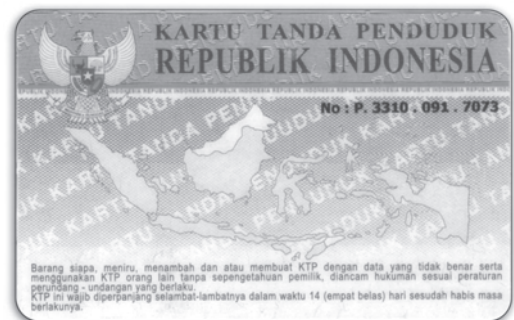 KARTU TANDA PENDUDUK
REPUBLIK INDONESIA
No : P. 3310 . 091 . 7073
Barang siapa, meniru, menambah dan atau membuat KTP dengan data yang tidak benar serta
menggunakan KTP orang lain tanpa sepengetahuan pemilik, diancam hukuman sesuai peraturan
perundang - undangan yang berlaku.
KTP ini wajib diperpanjang selambat-lambatnya dalam waktu 14 (empat belas) hari sesudah habis masa
berlakunya.